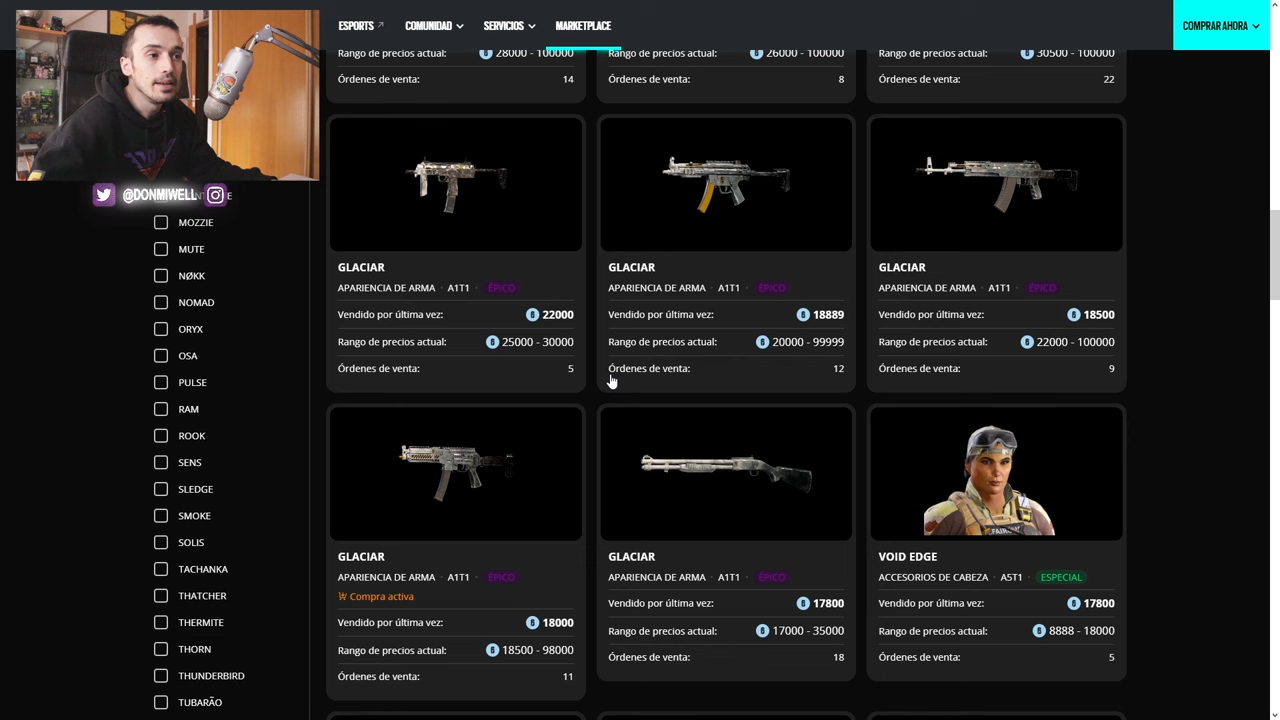 ESPORTS COMUNIDAD SERVICIOS MARKETPLACE COMPRAR AHORA
Rango de precios actual: 28000 - 100000
Órdenes de venta: 14
Rango de precios actual: 26000 - 100000
Órdenes de venta: 8
Rango de precios actual: 30500 - 100000
Órdenes de venta: 22
@DONMIWELL
MOZZIE
MUTE
NØKK
NOMAD
ORYX
OSA
PULSE
RAM
ROOK
SENS
SLEDGE
SMOKE
SOLIS
TACHANKA
THATCHER
THERMITE
THORN
THUNDERBIRD
TUBARÃO
GLACIAR
APARIENCIA DE ARMA · A1T1 · ÉPICO
Vendido por última vez: 22000
Rango de precios actual: 25000 - 30000
Órdenes de venta: 5
GLACIAR
APARIENCIA DE ARMA · A1T1 · ÉPICO
Vendido por última vez: 18889
Rango de precios actual: 20000 - 99999
Órdenes de venta: 12
GLACIAR
APARIENCIA DE ARMA · A1T1 · ÉPICO
Vendido por última vez: 18500
Rango de precios actual: 22000 - 100000
Órdenes de venta: 9
GLACIAR
APARIENCIA DE ARMA · A1T1 · ÉPICO
Compra activa
Vendido por última vez: 18000
Rango de precios actual: 18500 - 98000
Órdenes de venta: 11
GLACIAR
APARIENCIA DE ARMA · A1T1 · ÉPICO
Vendido por última vez: 17800
Rango de precios actual: 17000 - 35000
Órdenes de venta: 18
VOID EDGE
ACCESORIOS DE CABEZA · A5T1 · ESPECIAL
Vendido por última vez: 17800
Rango de precios actual: 8888 - 18000
Órdenes de venta: 5